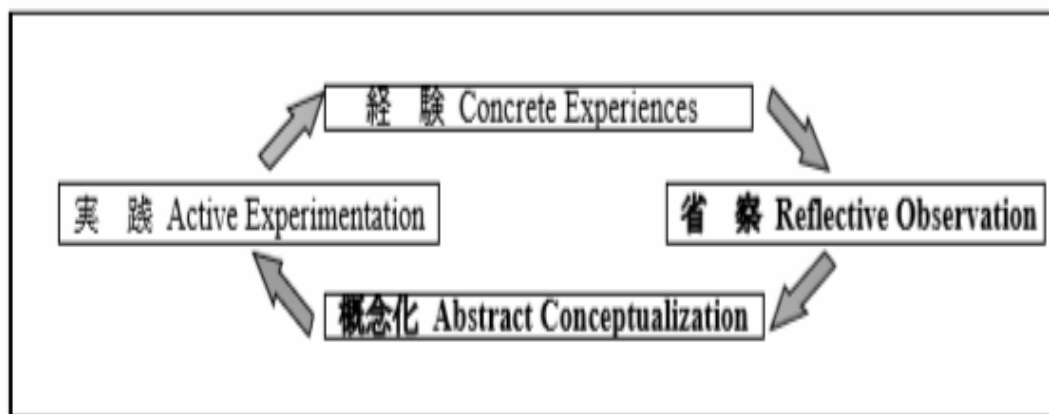 経　験 Concrete Experiences
実　践 Active Experimentation
省　察 Reflective Observation
概念化 Abstract Conceptualization